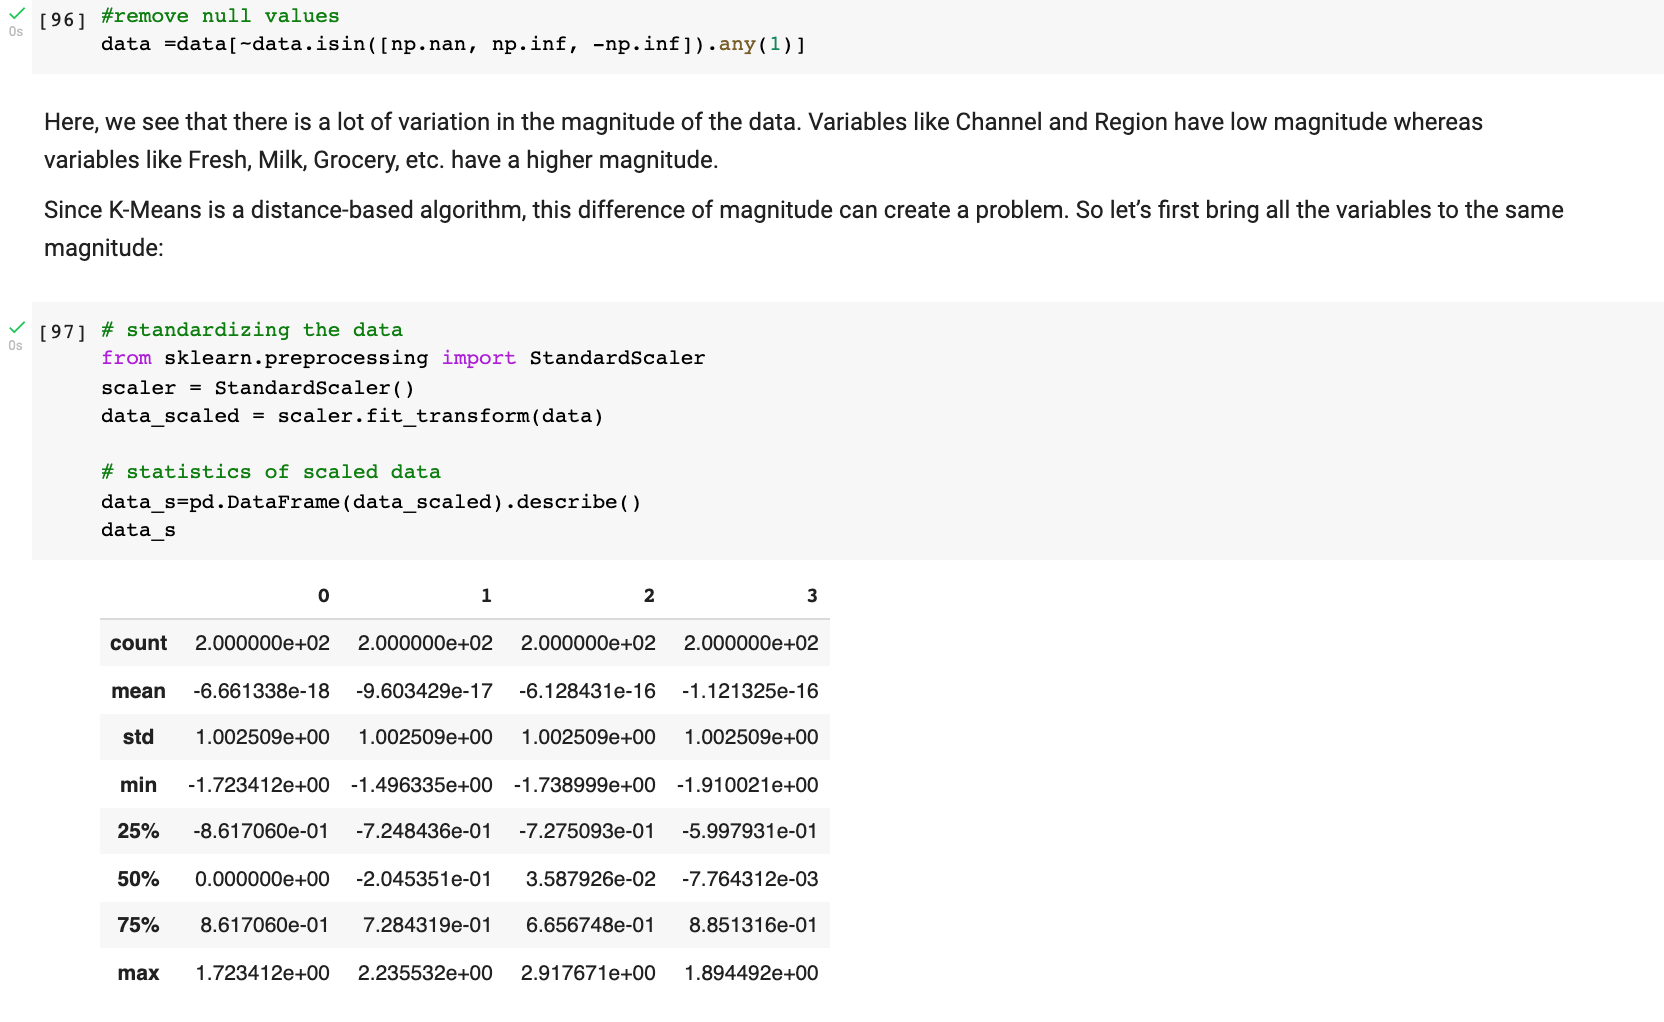 [96] #remove null values
0s
data =data[~data.isin([np.nan, np.inf, -np.inf]).any(1)]
Here, we see that there is a lot of variation in the magnitude of the data. Variables like Channel and Region have low magnitude whereas
variables like Fresh, Milk, Grocery, etc. have a higher magnitude.
Since K-Means is a distance-based algorithm, this difference of magnitude can create a problem. So let’s first bring all the variables to the same
magnitude:
[97] # standardizing the data
0s
from sklearn.preprocessing import StandardScaler
scaler = StandardScaler()
data_scaled = scaler.fit_transform(data)
# statistics of scaled data
data_s=pd.DataFrame(data_scaled).describe()
data_s
0 1 2 3
count 2.000000e+02 2.000000e+02 2.000000e+02 2.000000e+02
mean -6.661338e-18 -9.603429e-17 -6.128431e-16 -1.121325e-16
std 1.002509e+00 1.002509e+00 1.002509e+00 1.002509e+00
min -1.723412e+00 -1.496335e+00 -1.738999e+00 -1.910021e+00
25% -8.617060e-01 -7.248436e-01 -7.275093e-01 -5.997931e-01
50% 0.000000e+00 -2.045351e-01 3.587926e-02 -7.764312e-03
75% 8.617060e-01 7.284319e-01 6.656748e-01 8.851316e-01
max 1.723412e+00 2.235532e+00 2.917671e+00 1.894492e+00